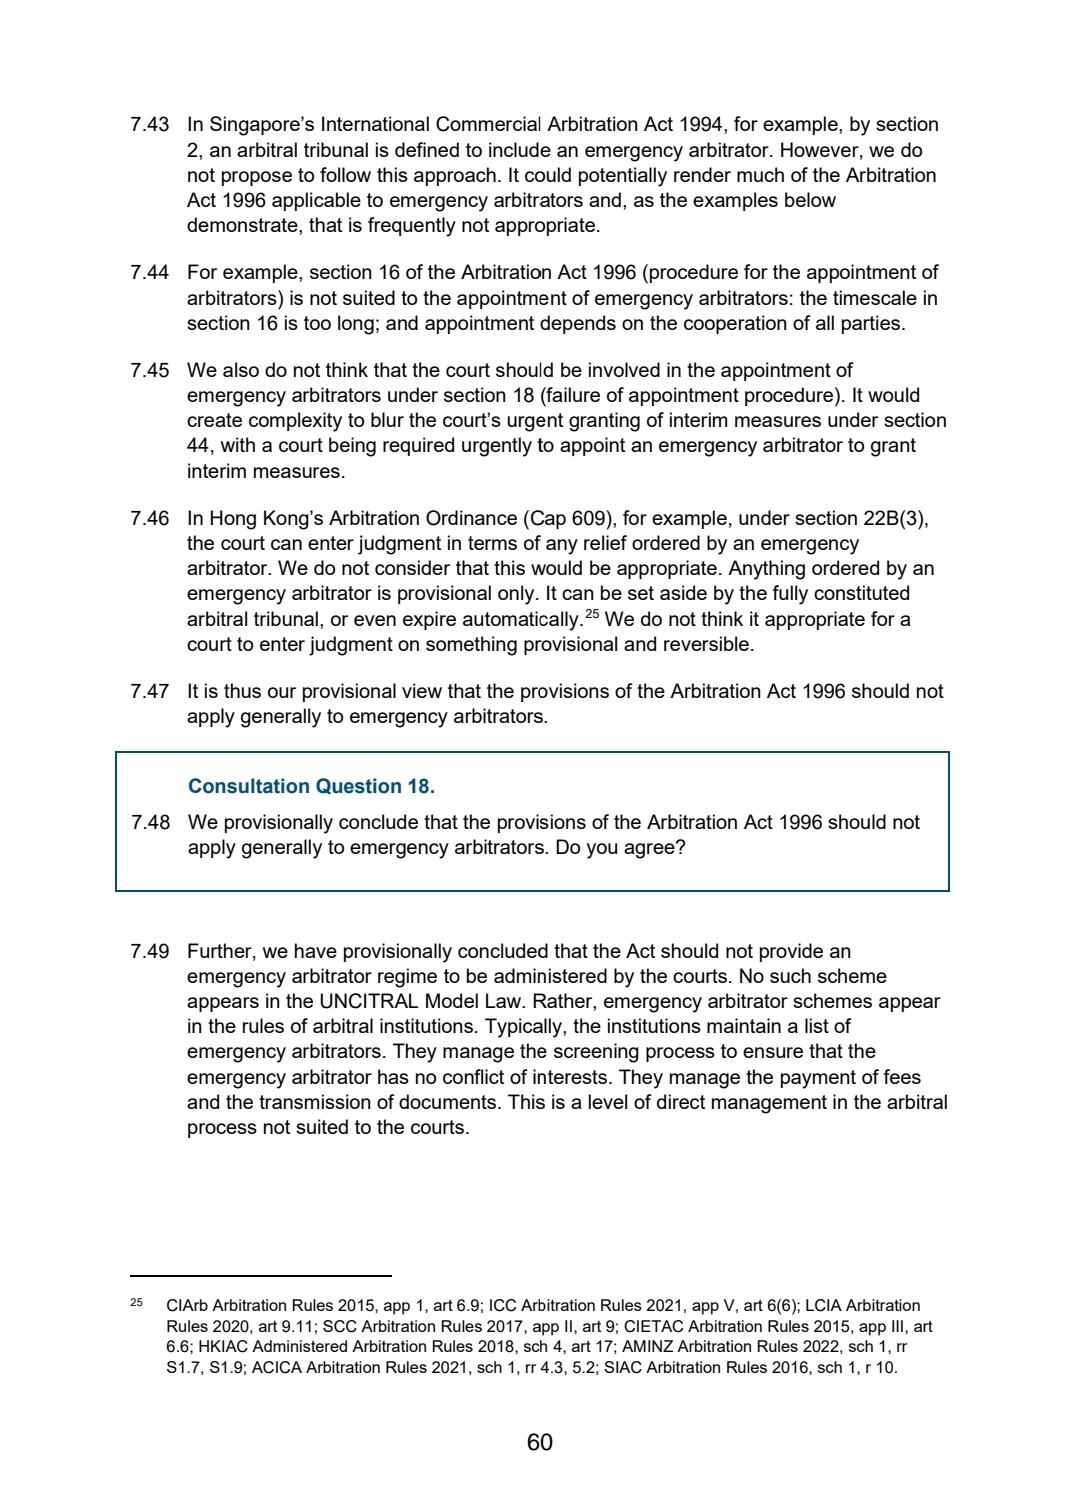 7.43 In Singapore’s International Commercial Arbitration Act 1994, for example, by section
2, an arbitral tribunal is defined to include an emergency arbitrator. However, we do
not propose to follow this approach. It could potentially render much of the Arbitration
Act 1996 applicable to emergency arbitrators and, as the examples below
demonstrate, that is frequently not appropriate.
7.44 For example, section 16 of the Arbitration Act 1996 (procedure for the appointment of
arbitrators) is not suited to the appointment of emergency arbitrators: the timescale in
section 16 is too long; and appointment depends on the cooperation of all parties.
7.45 We also do not think that the court should be involved in the appointment of
emergency arbitrators under section 18 (failure of appointment procedure). It would
create complexity to blur the court’s urgent granting of interim measures under section
44, with a court being required urgently to appoint an emergency arbitrator to grant
interim measures.
7.46 In Hong Kong’s Arbitration Ordinance (Cap 609), for example, under section 22B(3),
the court can enter judgment in terms of any relief ordered by an emergency
arbitrator. We do not consider that this would be appropriate. Anything ordered by an
emergency arbitrator is provisional only. It can be set aside by the fully constituted
arbitral tribunal, or even expire automatically.25 We do not think it appropriate for a
court to enter judgment on something provisional and reversible.
7.47 It is thus our provisional view that the provisions of the Arbitration Act 1996 should not
apply generally to emergency arbitrators.
Consultation Question 18.
7.48 We provisionally conclude that the provisions of the Arbitration Act 1996 should not
apply generally to emergency arbitrators. Do you agree?
7.49 Further, we have provisionally concluded that the Act should not provide an
emergency arbitrator regime to be administered by the courts. No such scheme
appears in the UNCITRAL Model Law. Rather, emergency arbitrator schemes appear
in the rules of arbitral institutions. Typically, the institutions maintain a list of
emergency arbitrators. They manage the screening process to ensure that the
emergency arbitrator has no conflict of interests. They manage the payment of fees
and the transmission of documents. This is a level of direct management in the arbitral
process not suited to the courts.
25 CIArb Arbitration Rules 2015, app 1, art 6.9; ICC Arbitration Rules 2021, app V, art 6(6); LCIA Arbitration
Rules 2020, art 9.11; SCC Arbitration Rules 2017, app II, art 9; CIETAC Arbitration Rules 2015, app III, art
6.6; HKIAC Administered Arbitration Rules 2018, sch 4, art 17; AMINZ Arbitration Rules 2022, sch 1, rr
S1.7, S1.9; ACICA Arbitration Rules 2021, sch 1, rr 4.3, 5.2; SIAC Arbitration Rules 2016, sch 1, r 10.
60